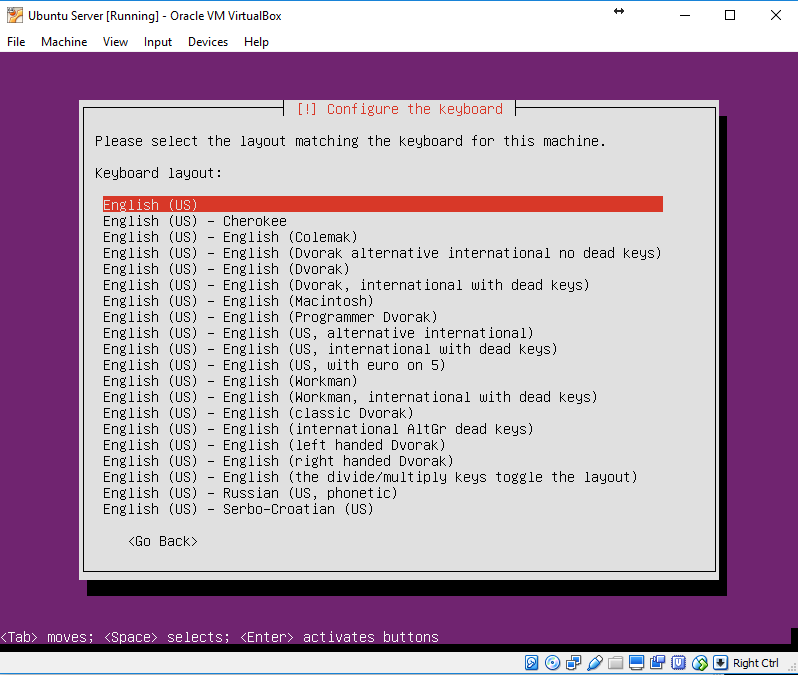 Ubuntu Server [Running] - Oracle VM VirtualBox
File Machine View Input Devices Help
[!] Configure the keyboard
Please select the layout matching the keyboard for this machine.
Keyboard layout:
English (US)
English (US) - Cherokee
English (US) - English (Colemak)
English (US) - English (Dvorak alternative international no dead keys)
English (US) - English (Dvorak)
English (US) - English (Dvorak, international with dead keys)
English (US) - English (Macintosh)
English (US) - English (Programmer Dvorak)
English (US) - English (US, alternative international)
English (US) - English (US, international with dead keys)
English (US) - English (US, with euro on 5)
English (US) - English (Workman)
English (US) - English (Workman, international with dead keys)
English (US) - English (classic Dvorak)
English (US) - English (international AltGr dead keys)
English (US) - English (left handed Dvorak)
English (US) - English (right handed Dvorak)
English (US) - English (the divide/multiply keys toggle the layout)
English (US) - Russian (US, phonetic)
English (US) - Serbo-Croatian (US)
<Go Back>
<Tab> moves; <Space> selects; <Enter> activates buttons
Right Ctrl